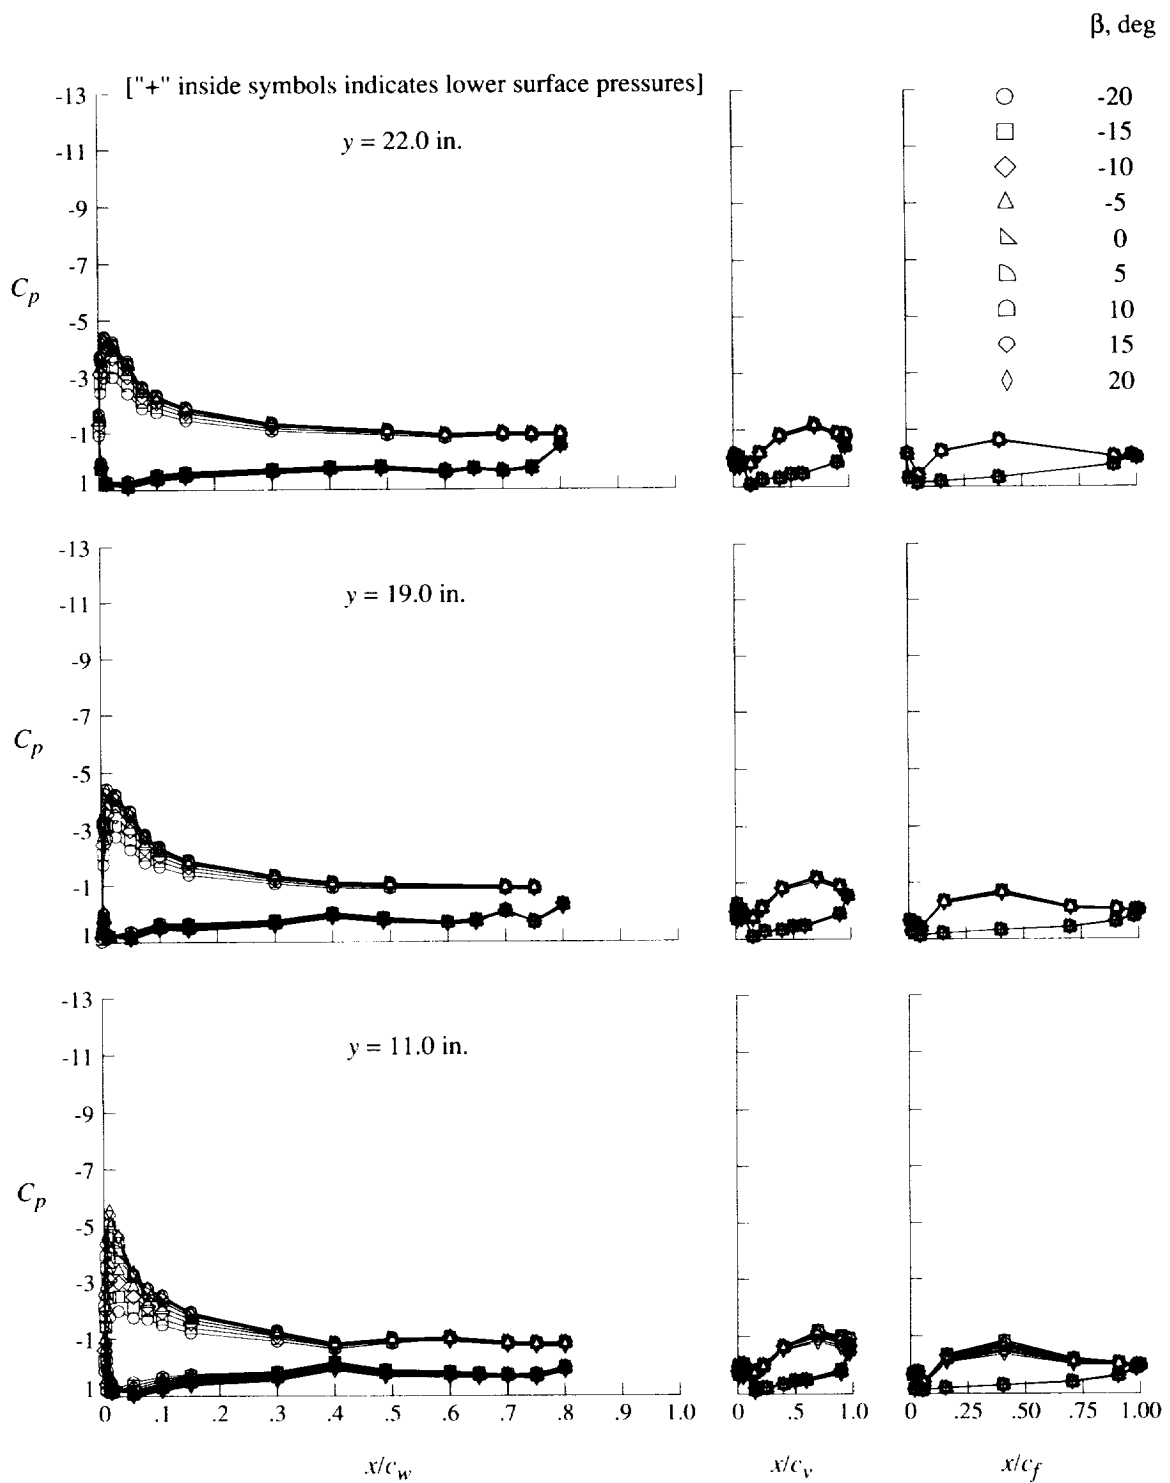 β, deg
["+" inside symbols indicates lower surface pressures]
-20
-15
-10
-5
0
5
10
15
20
y = 22.0 in.
-13
-11
-9
-7
-5
-3
-1
1
C_p
y = 19.0 in.
-13
-11
-9
-7
-5
-3
-1
1
C_p
y = 11.0 in.
-13
-11
-9
-7
-5
-3
-1
1
C_p
0 .1 .2 .3 .4 .5 .6 .7 .8 .9 1.0
0 .5 1.0
0 .25 .50 .75 1.00
x/c_w
x/c_v
x/c_f